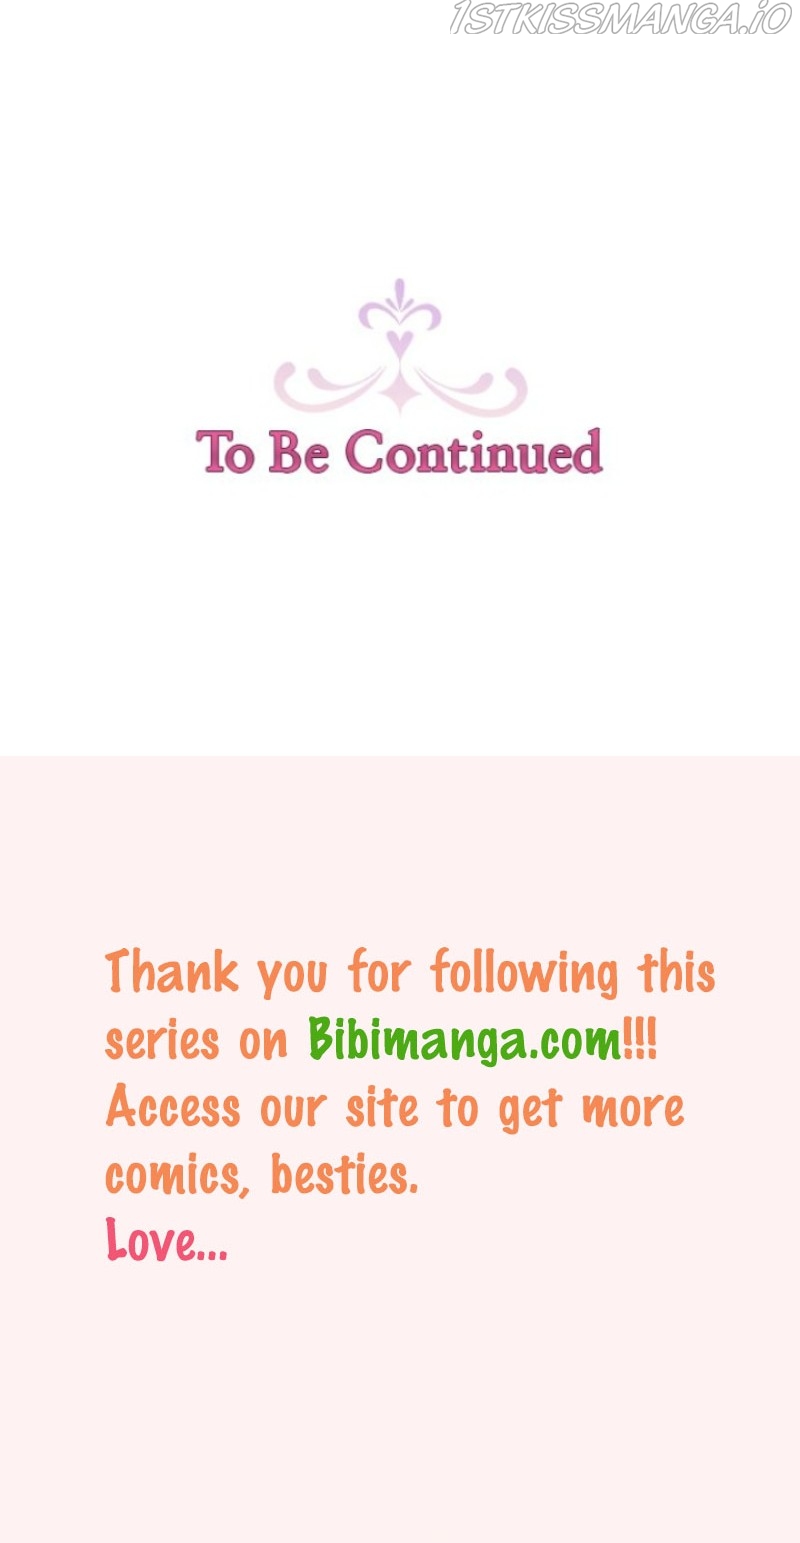 1STKISSMANGA.iO
To Be Continued
Thank you for following this
series on Bibimanga.com!!!
Access our site to get more
comics, besties.
Love...